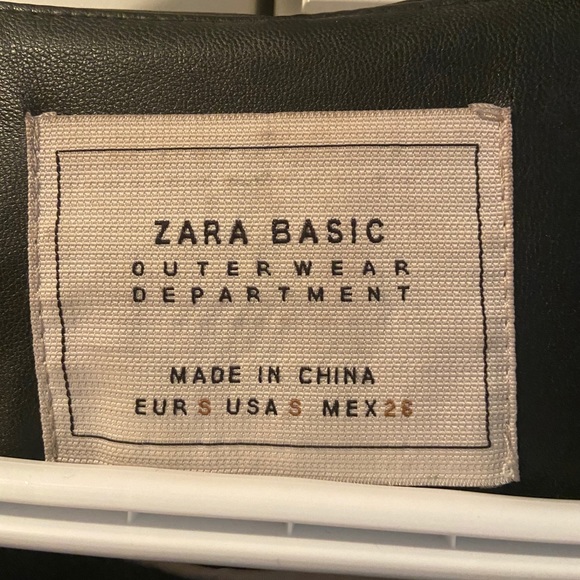 ZARA BASIC
OUTERWEAR
DEPARTMENT
MADE IN CHINA
EUR S USA S MEX 26